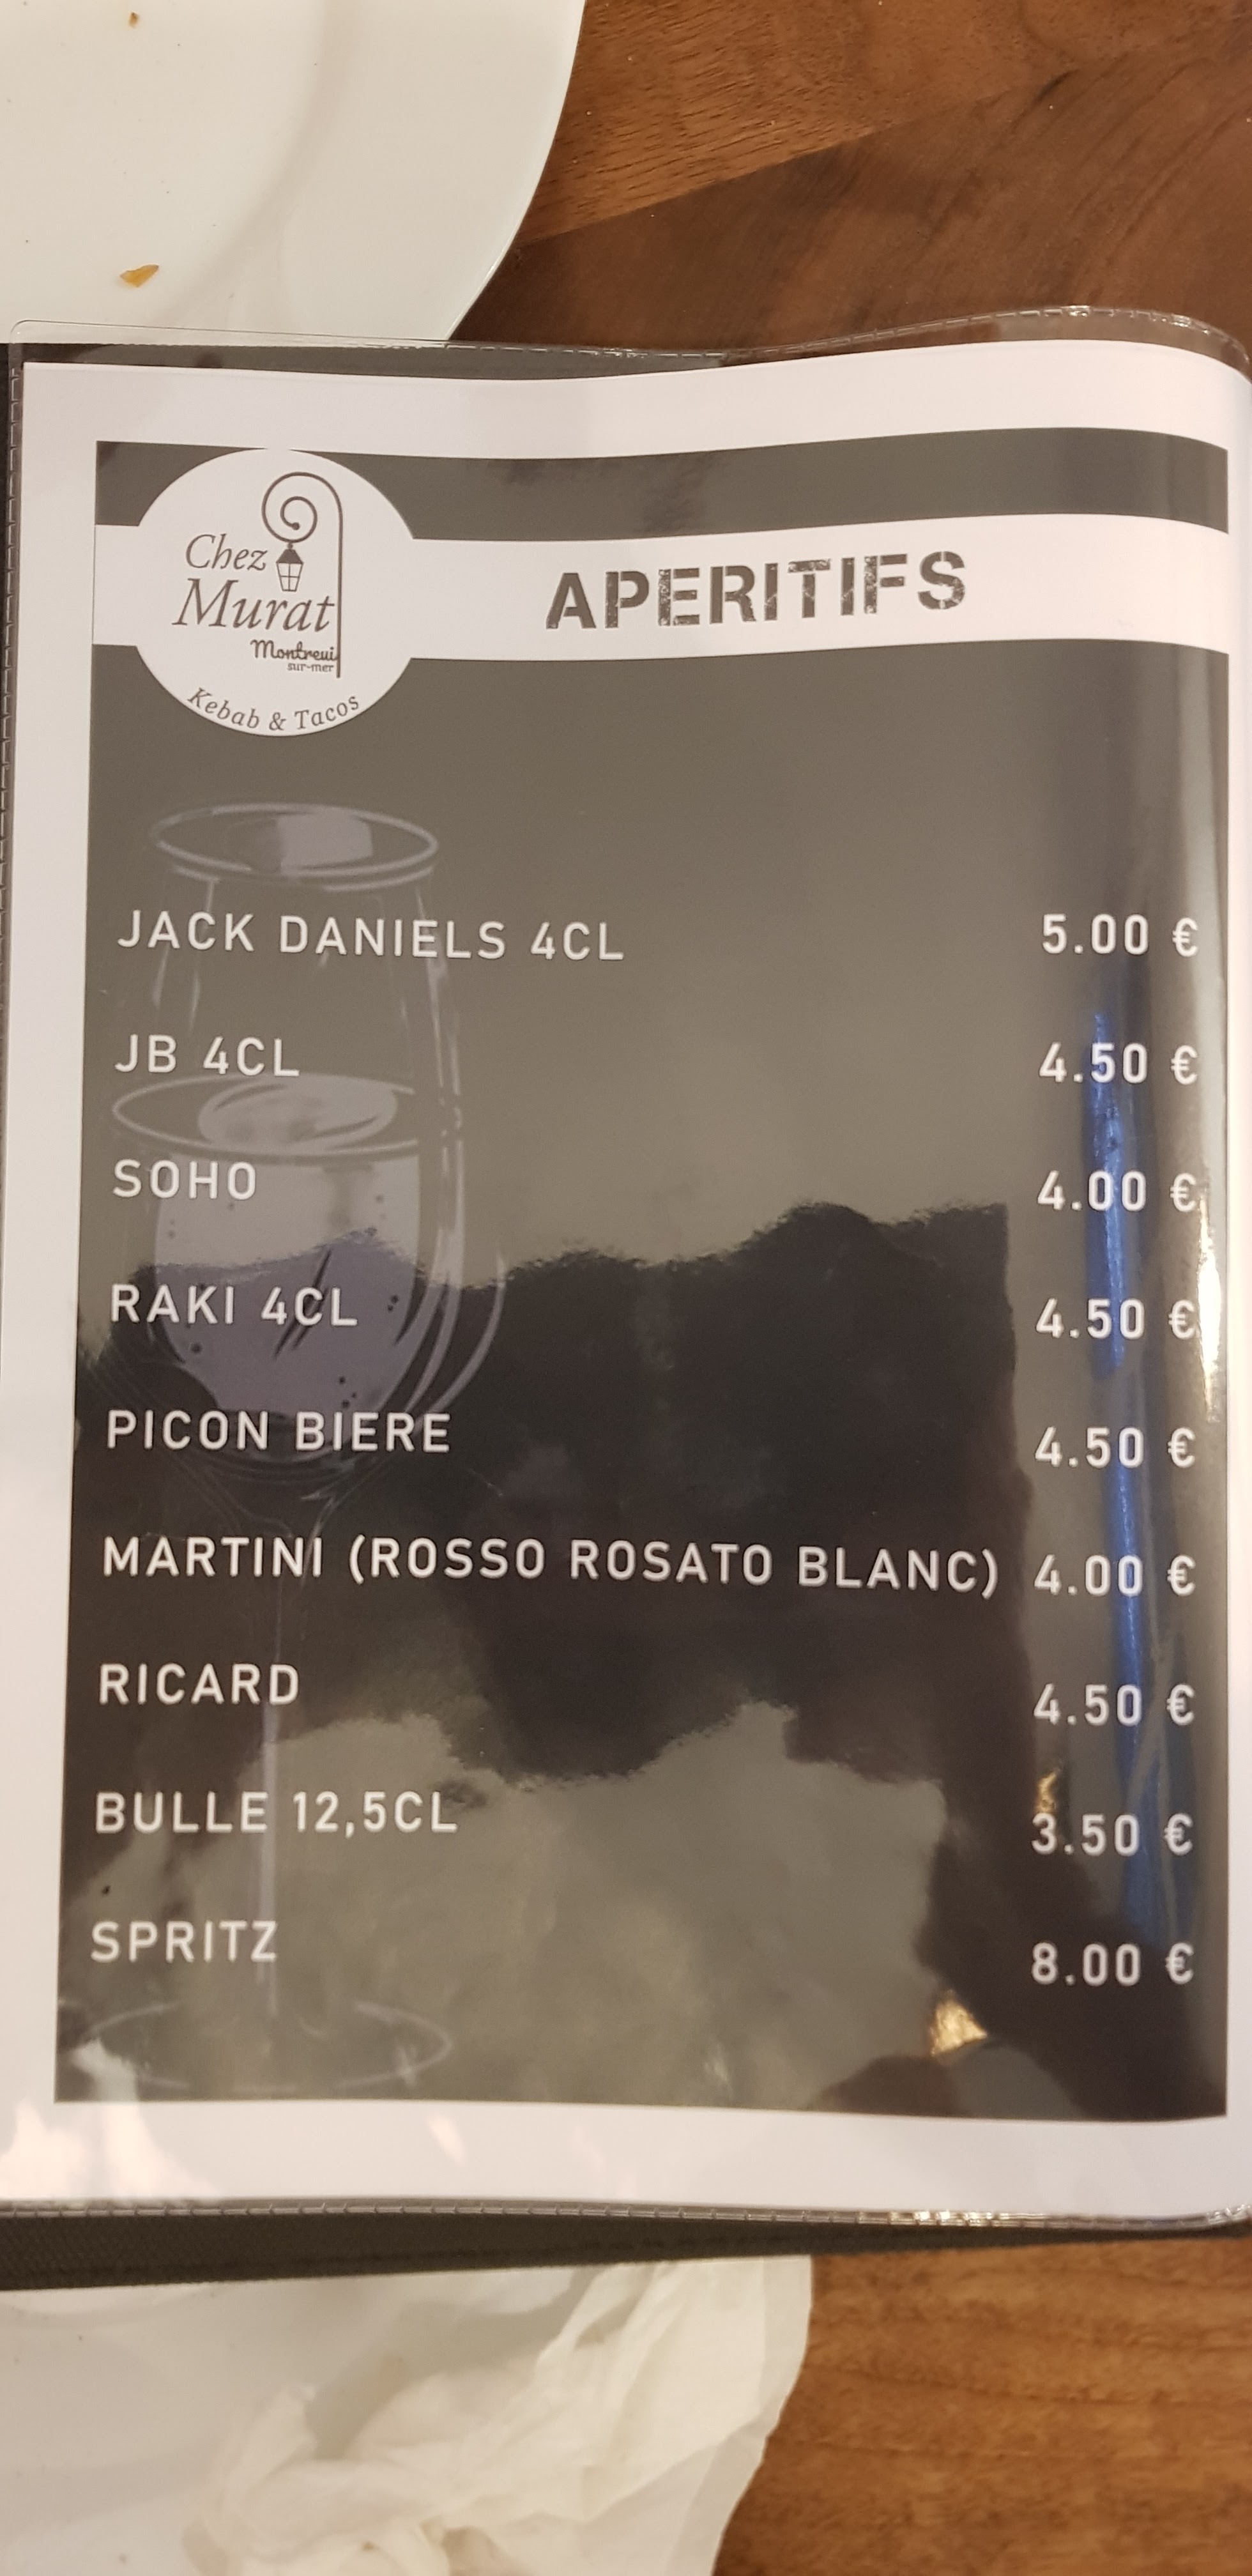 Chez
Murat
Montreuil
sur-mer
Kebab & Tacos
APERITIFS
JACK DANIELS 4CL 5.00 €
JB 4CL 4.50 €
SOHO 4.00 €
RAKI 4CL 4.50 €
PICON BIERE 4.50 €
MARTINI (ROSSO ROSATO BLANC) 4.00 €
RICARD 4.50 €
BULLE 12,5CL 3.50 €
SPRITZ 8.00 €